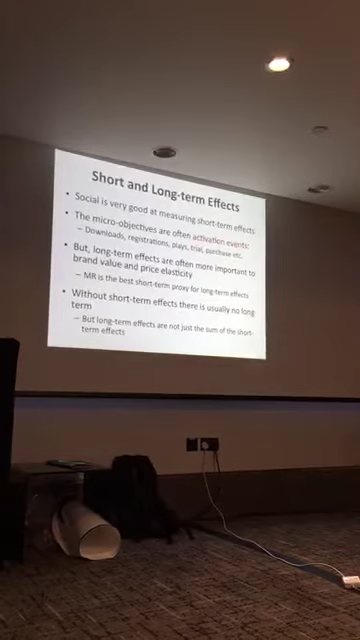 Short and Long-term Effects
• Social is very good at measuring short-term effects
• The micro-objectives are often activation events:
– Downloads, registrations, plays, trial, purchase etc.
• But, long-term effects are often more important to
brand value and price elasticity
– MR is the best short-term proxy for long-term effects
• Without short-term effects there is usually no long
term
– But long-term effects are not just the sum of the short-
term effects